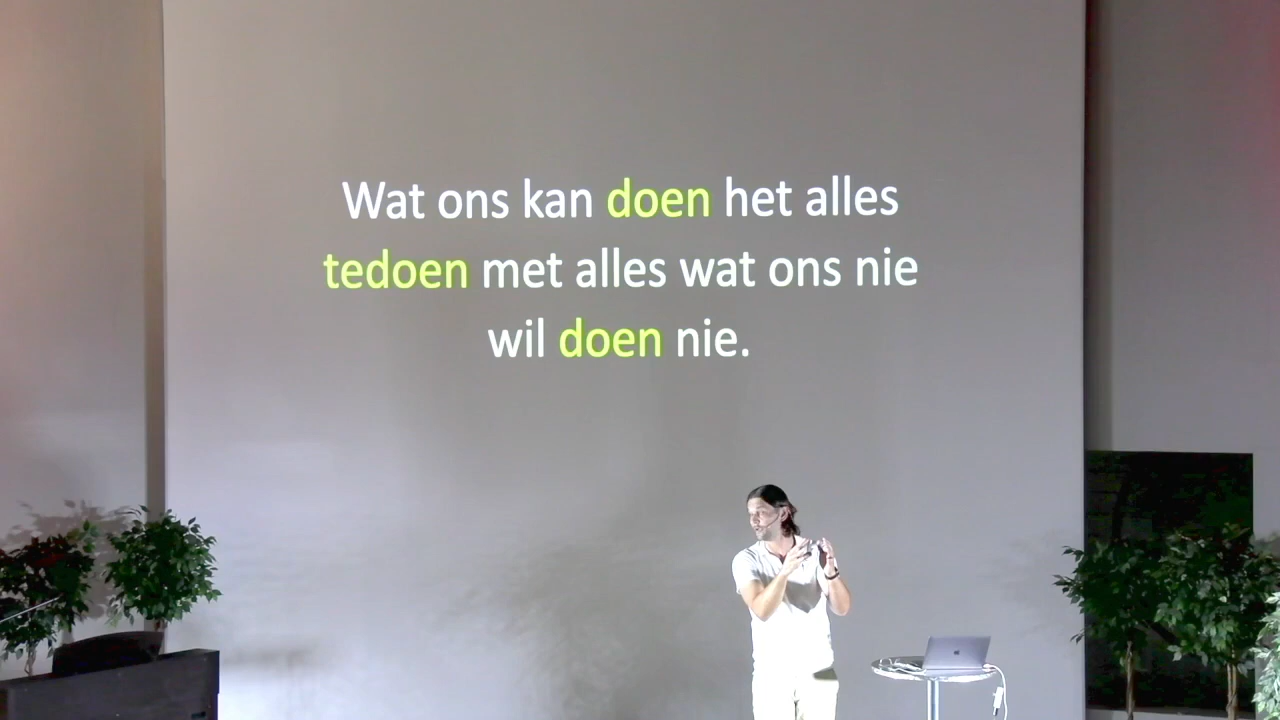 Wat ons kan doen het alles
tedoen met alles wat ons nie
wil doen nie.